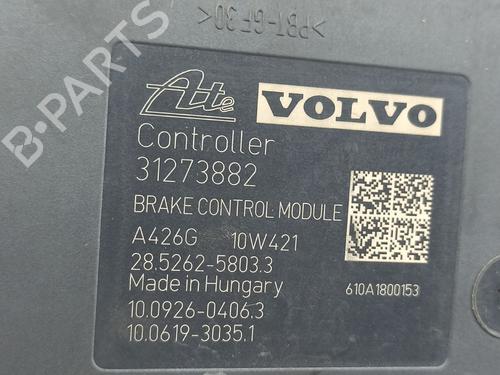 >PBT-GF30<
B-PARTS
Ate VOLVO
Controller
31273882
BRAKE CONTROL MODULE
A426G 10W421
28.5262-5803.3
Made in Hungary 610A1800153
10.0926-0406.3
10.0619-3035.1
B-PARTS